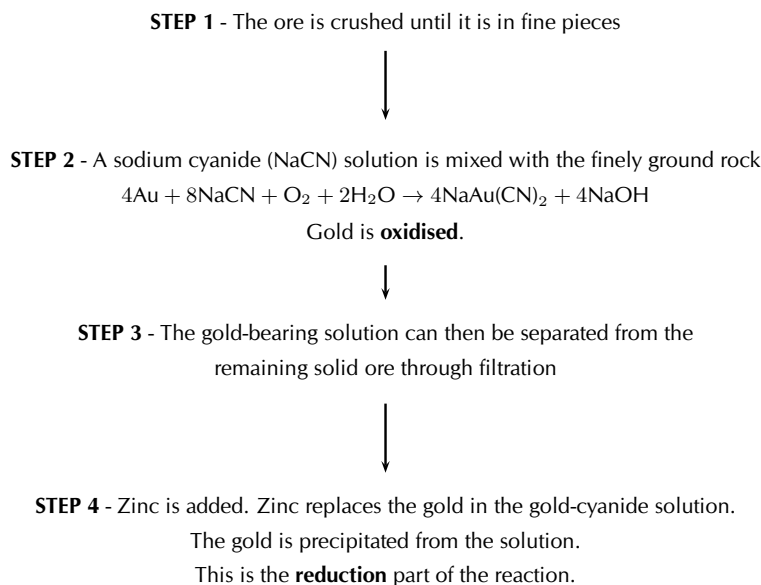 STEP 1 - The ore is crushed until it is in fine pieces
STEP 2 - A sodium cyanide (NaCN) solution is mixed with the finely ground rock
4Au + 8NaCN + O₂ + 2H₂O → 4NaAu(CN)₂ + 4NaOH
Gold is oxidised.
STEP 3 - The gold-bearing solution can then be separated from the
remaining solid ore through filtration
STEP 4 - Zinc is added. Zinc replaces the gold in the gold-cyanide solution.
The gold is precipitated from the solution.
This is the reduction part of the reaction.